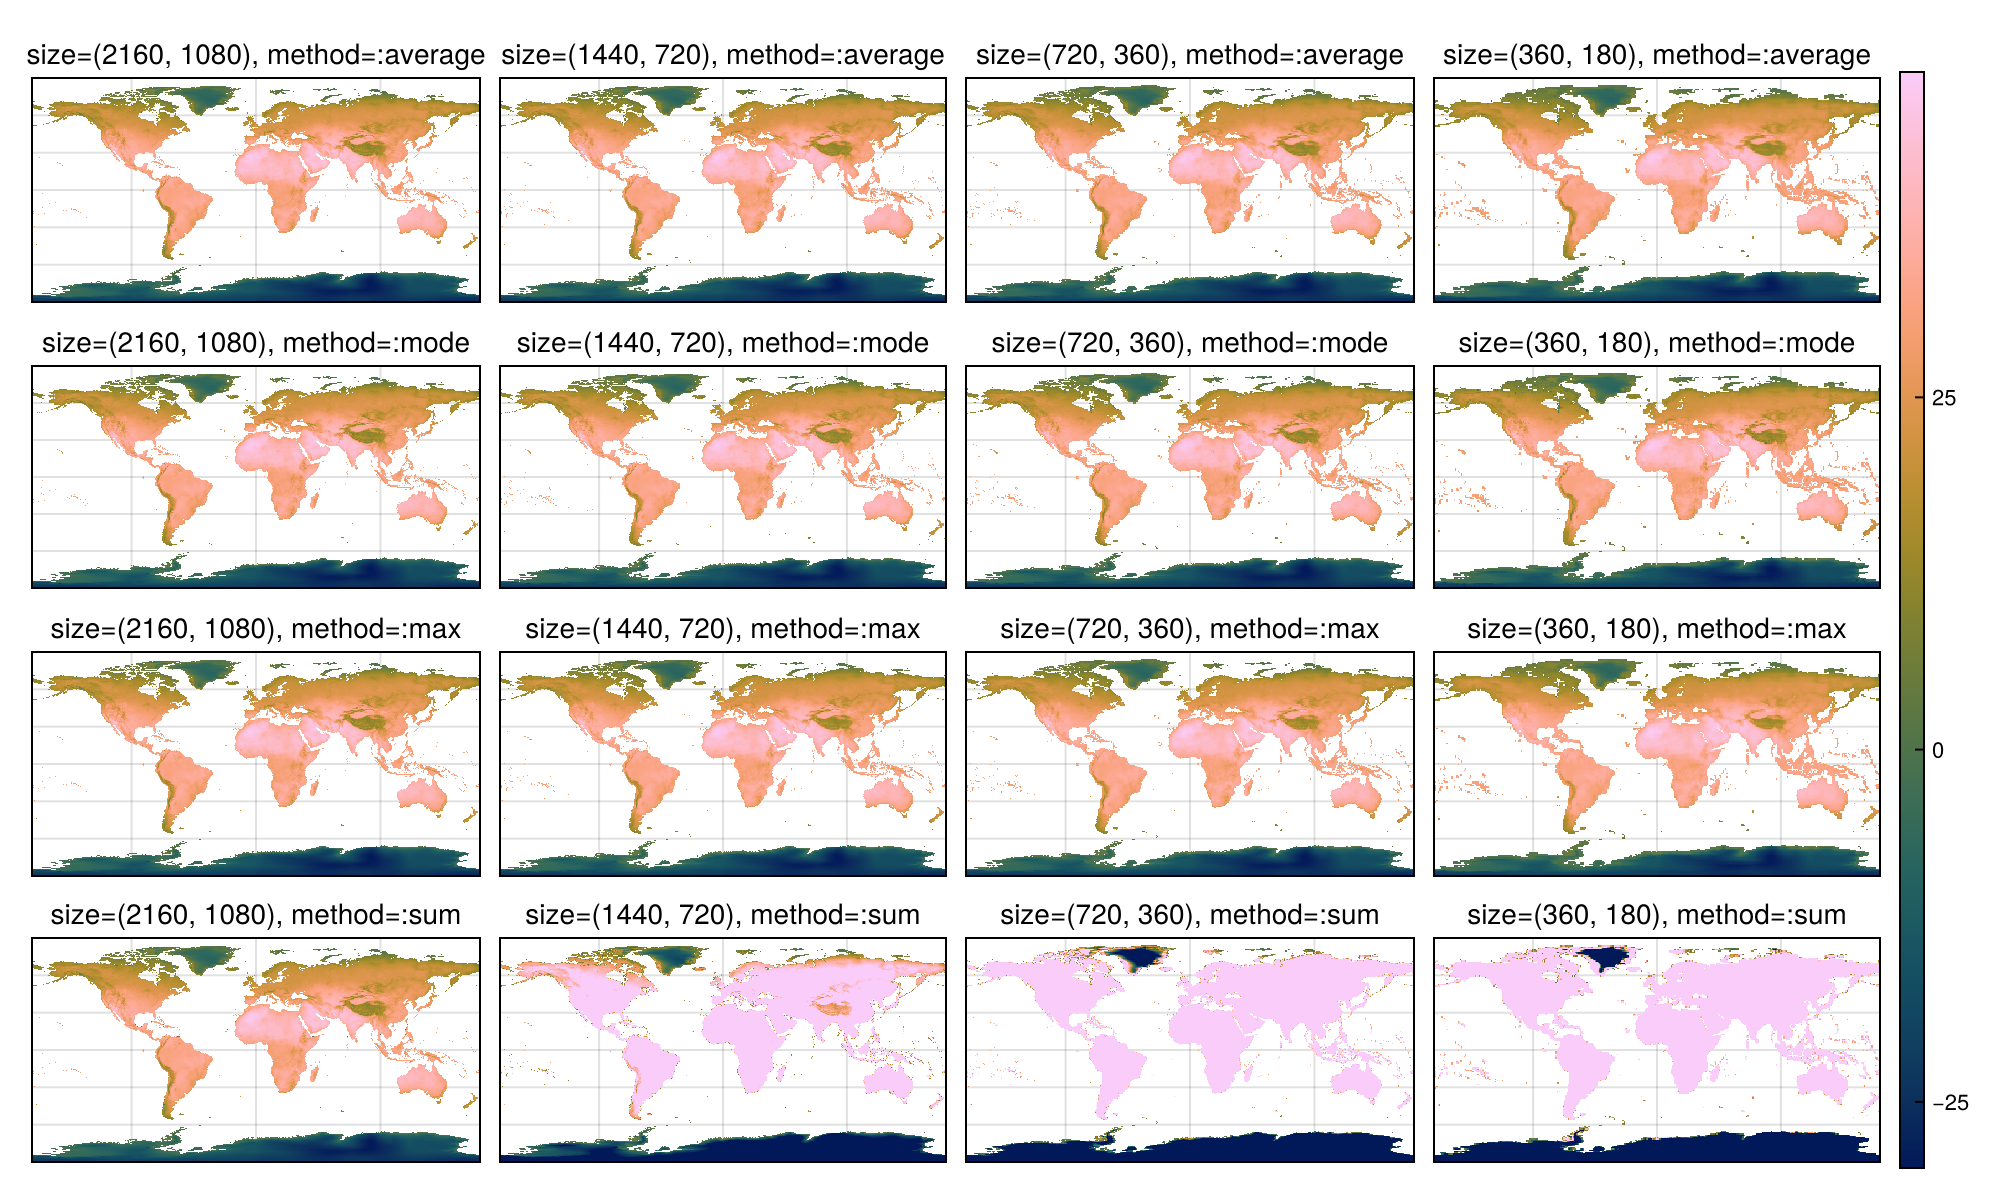 size=(2160, 1080), method=:average
size=(1440, 720), method=:average
size=(720, 360), method=:average
size=(360, 180), method=:average
size=(2160, 1080), method=:mode
size=(1440, 720), method=:mode
size=(720, 360), method=:mode
size=(360, 180), method=:mode
size=(2160, 1080), method=:max
size=(1440, 720), method=:max
size=(720, 360), method=:max
size=(360, 180), method=:max
size=(2160, 1080), method=:sum
size=(1440, 720), method=:sum
size=(720, 360), method=:sum
size=(360, 180), method=:sum
25
0
−25